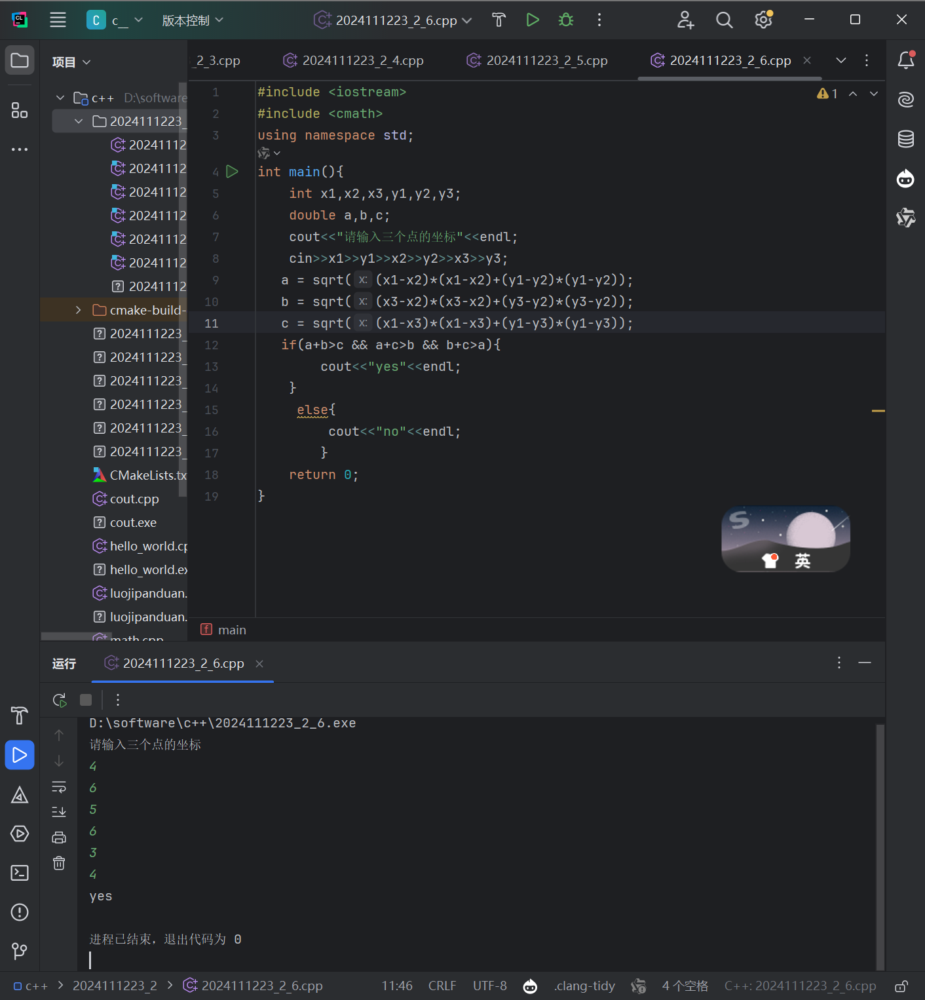 CL C c__ 版本控制 2024111223_2_6.cpp
项目
_2_3.cpp 2024111223_2_4.cpp 2024111223_2_5.cpp 2024111223_2_6.cpp
c++ D:\software
2024111223_
20241112
20241112
20241112
20241112
20241112
20241112
20241112
cmake-build-
2024111223_
2024111223_
2024111223_
2024111223_
2024111223_
2024111223_
CMakeLists.tx
cout.cpp
cout.exe
hello_world.cp
hello_world.ex
luojipanduan.
luojipanduan.
math.cpp
1 #include <iostream>
2 #include <cmath>
3 using namespace std;
4 int main(){
5 int x1,x2,x3,y1,y2,y3;
6 double a,b,c;
7 cout<<"请输入三个点的坐标"<<endl;
8 cin>>x1>>y1>>x2>>y2>>x3>>y3;
9 a = sqrt( x: (x1-x2)*(x1-x2)+(y1-y2)*(y1-y2));
10 b = sqrt( x: (x3-x2)*(x3-x2)+(y3-y2)*(y3-y2));
11 c = sqrt( x: (x1-x3)*(x1-x3)+(y1-y3)*(y1-y3));
12 if(a+b>c && a+c>b && b+c>a){
13 cout<<"yes"<<endl;
14 }
15 else{
16 cout<<"no"<<endl;
17 }
18 return 0;
19 }
1
S
英
f main
运行 2024111223_2_6.cpp
D:\software\c++\2024111223_2_6.exe
请输入三个点的坐标
4
6
5
6
3
4
yes
进程已结束，退出代码为 0
c++ > 2024111223_2 > 2024111223_2_6.cpp 11:46 CRLF UTF-8 .clang-tidy 4 个空格 C++: 2024111223_2_6.cpp